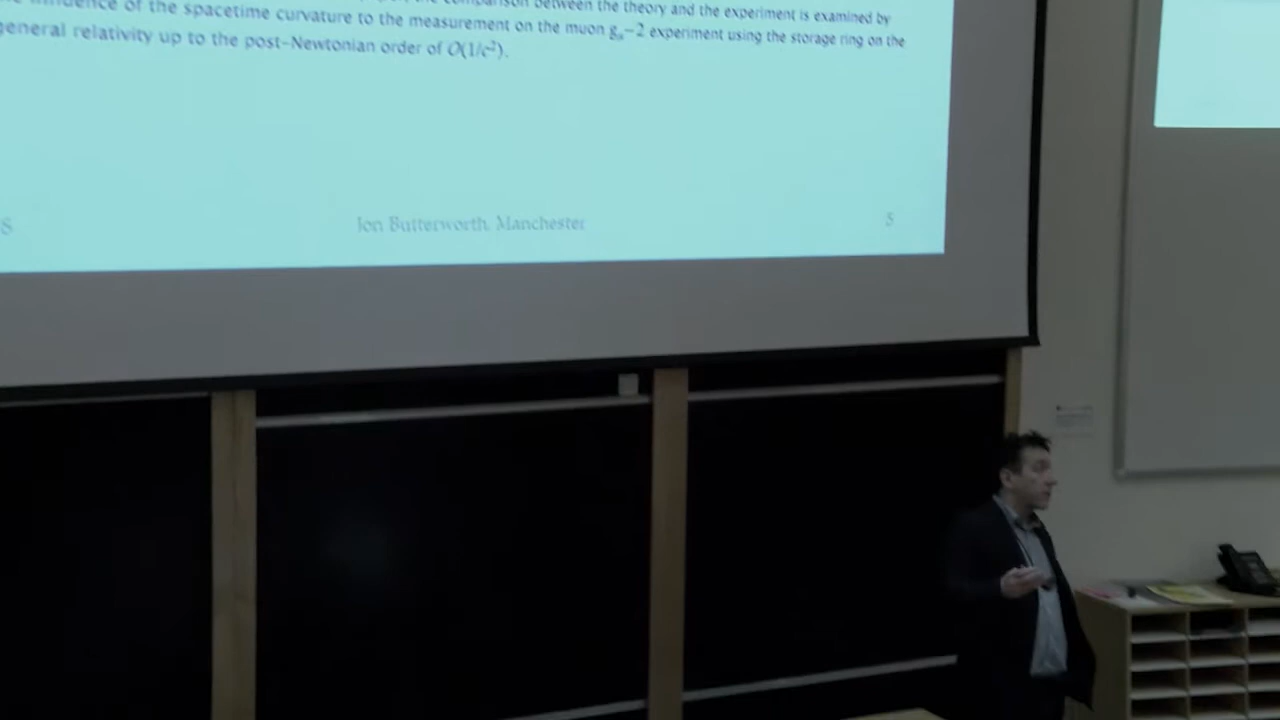 influence of the spacetime curvature to the measurement on the muon gμ–2 experiment using the storage ring on the
general relativity up to the post–Newtonian order of O(1/c²).
comparison between the theory and the experiment is examined by
8
Jon Butterworth, Manchester
5